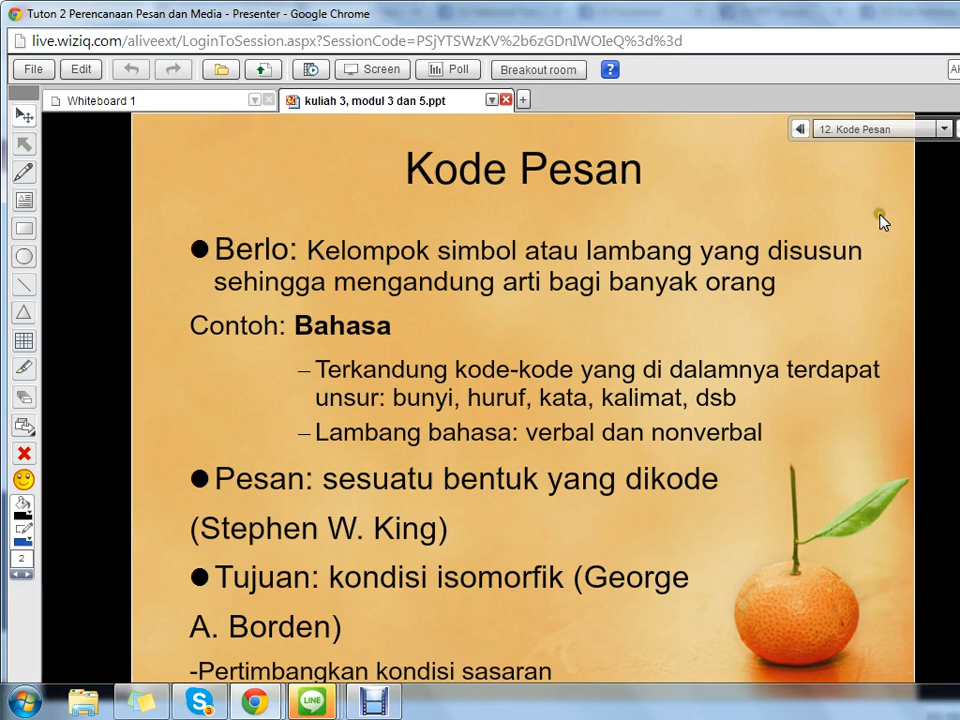 Tuton 2 Perencanaan Pesan dan Media - Presenter - Google Chrome
live.wiziq.com/aliveext/LoginToSession.aspx?SessionCode=PSjYTSWzKV%2b6zGDnIWOIeQ%3d%3d
File Edit Screen Poll Breakout room ?
Whiteboard 1 kuliah 3, modul 3 dan 5.ppt
12. Kode Pesan
Kode Pesan
●Berlo: Kelompok simbol atau lambang yang disusun
sehingga mengandung arti bagi banyak orang
Contoh: Bahasa
–Terkandung kode-kode yang di dalamnya terdapat
unsur: bunyi, huruf, kata, kalimat, dsb
–Lambang bahasa: verbal dan nonverbal
●Pesan: sesuatu bentuk yang dikode
(Stephen W. King)
●Tujuan: kondisi isomorfik (George
A. Borden)
-Pertimbangkan kondisi sasaran
2
LINE